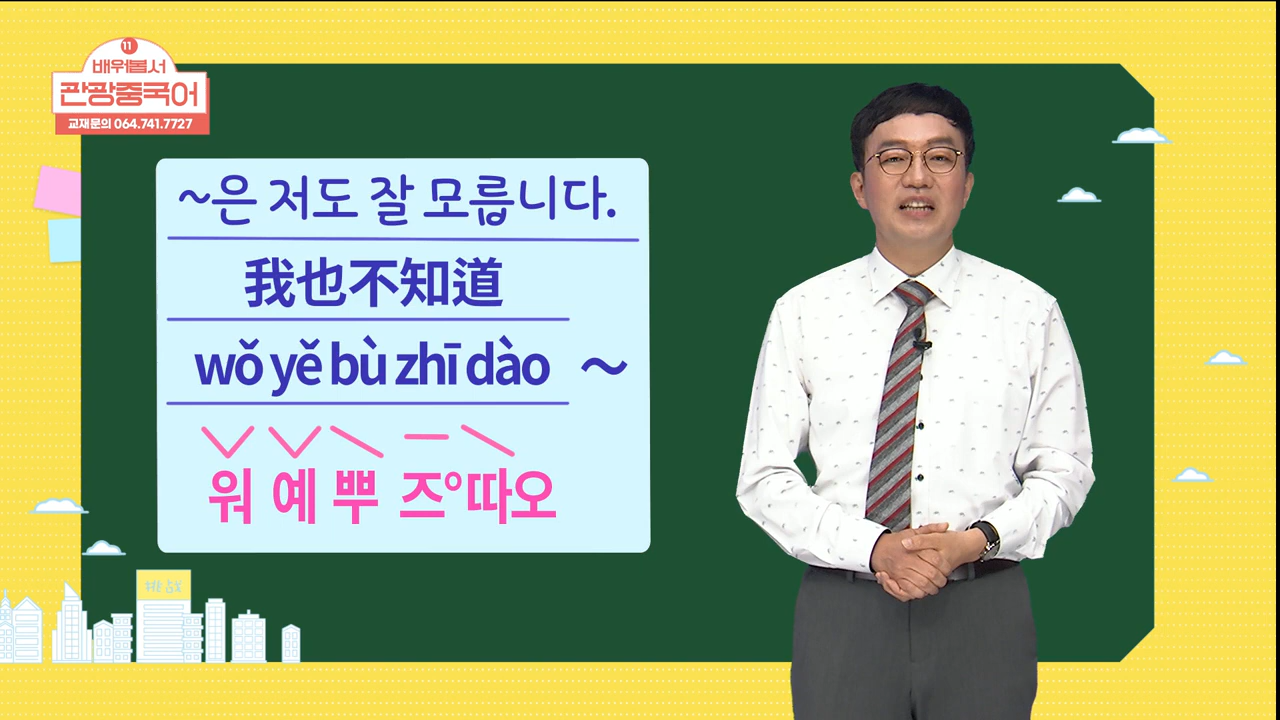 11
배워봅서
관광중국어
교재문의 064.741.7727
~은 저도 잘 모릅니다.
我也不知道
wǒ yě bù zhī dào ~
워 예 뿌 즈°따오